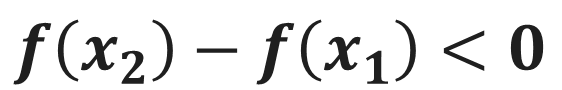 f(x₂) − f(x₁) < 0